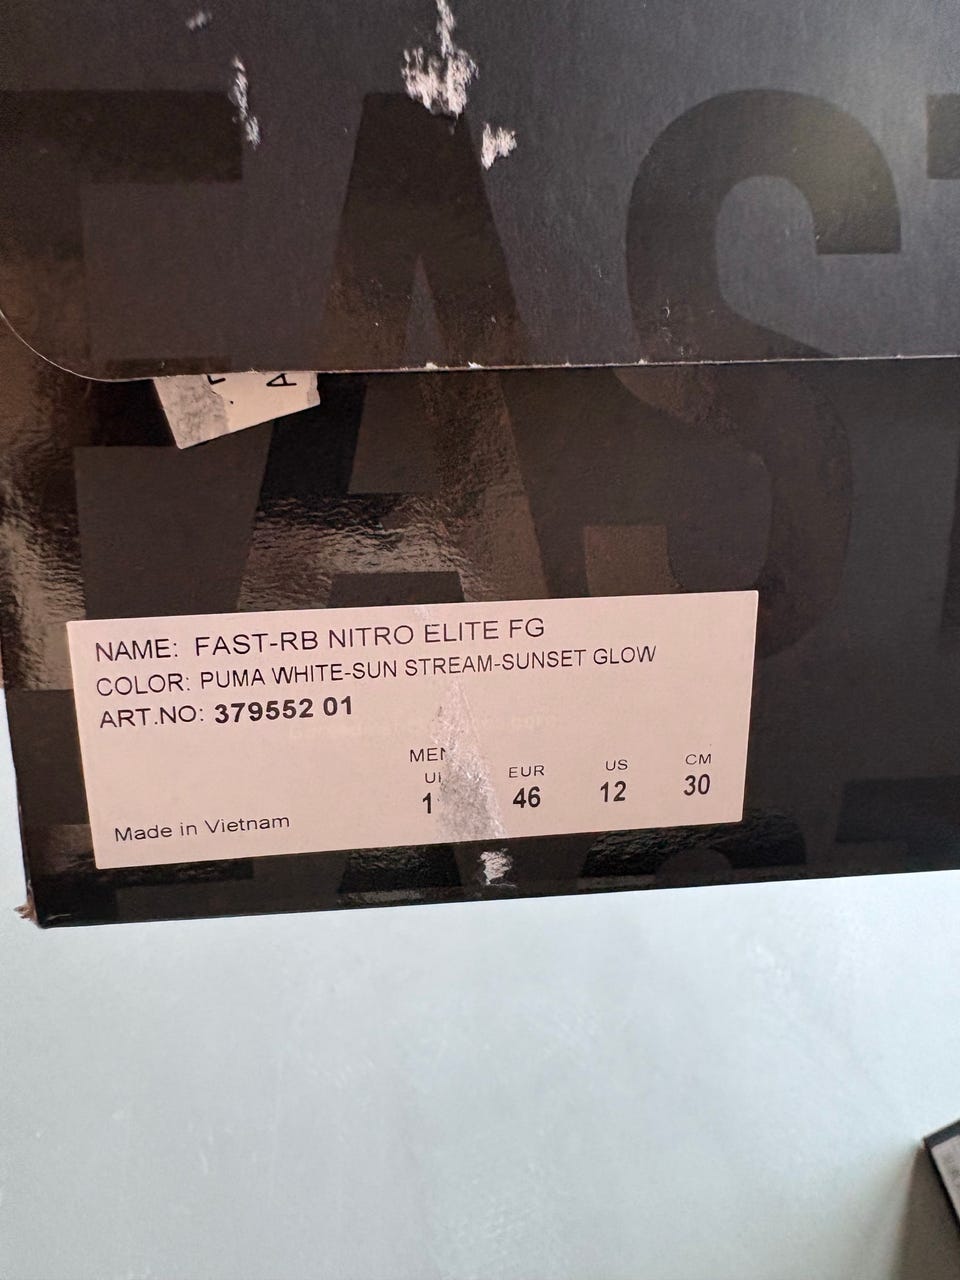 FAST
NAME: FAST-RB NITRO ELITE FG
COLOR: PUMA WHITE-SUN STREAM-SUNSET GLOW
ART.NO: 379552 01
MEN
EUR US CM
46 12 30
Made in Vietnam